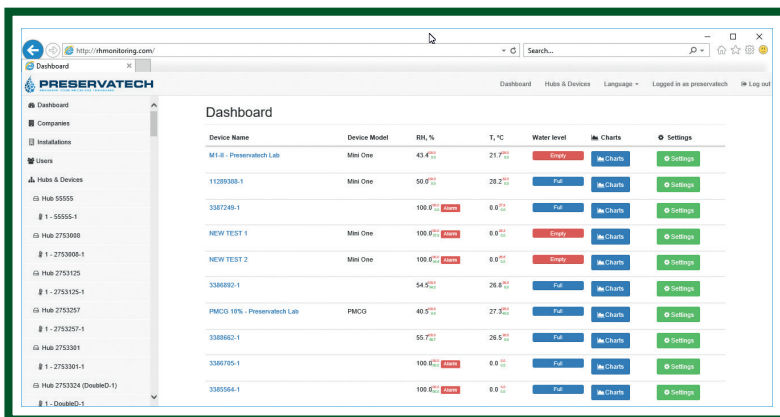 http://rhmonitoring.com/
Search...
Dashboard
PRESERVATECH
Dashboard Hubs & Devices Language Logged in as preservatech Log out
Dashboard
Companies
Installations
Users
Hubs & Devices
Hub 55555
1 - 55555-1
Hub 2753008
1 - 2753008-1
Hub 2753125
1 - 2753125-1
Hub 2753257
1 - 2753257-1
Hub 2753301
1 - 2753301-1
Hub 2753324 (DoubleD-1)
1 - DoubleD-1
Dashboard
Device Name Device Model RH, % T, °C Water level Charts Settings
M1-II - Preservatech Lab Mini One 43.4 21.7 Empty Charts Settings
11289388-1 Mini One 50.0 28.2 Full Charts Settings
3387249-1 100.0 Alarm 0.0 Full Charts Settings
NEW TEST 1 Mini One 100.0 Alarm 0.0 Empty Charts Settings
NEW TEST 2 Mini One 100.0 Alarm 0.0 Empty Charts Settings
3386892-1 54.5 26.8 Full Charts Settings
PMCG 10% - Preservatech Lab PMCG 40.5 27.3 Full Charts Settings
3388662-1 55.7 26.5 Full Charts Settings
3386705-1 100.0 Alarm 0.0 Full Charts Settings
3385564-1 100.0 Alarm 0.0 Full Charts Settings